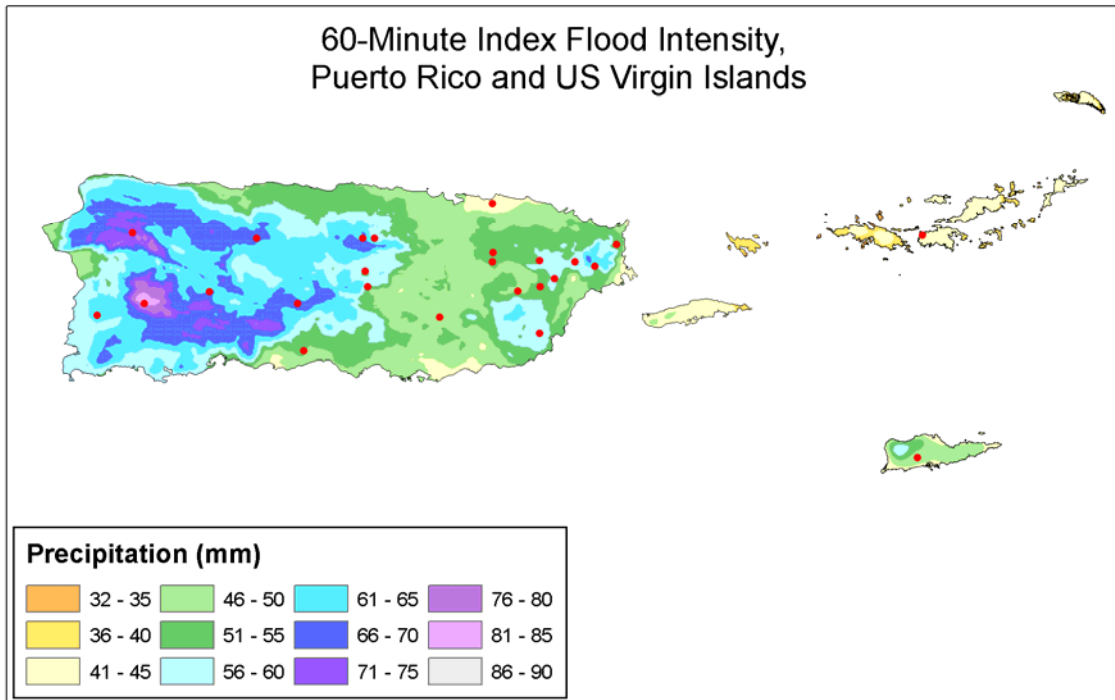 60-Minute Index Flood Intensity,
Puerto Rico and US Virgin Islands
Precipitation (mm)
32 - 35 46 - 50 61 - 65 76 - 80
36 - 40 51 - 55 66 - 70 81 - 85
41 - 45 56 - 60 71 - 75 86 - 90